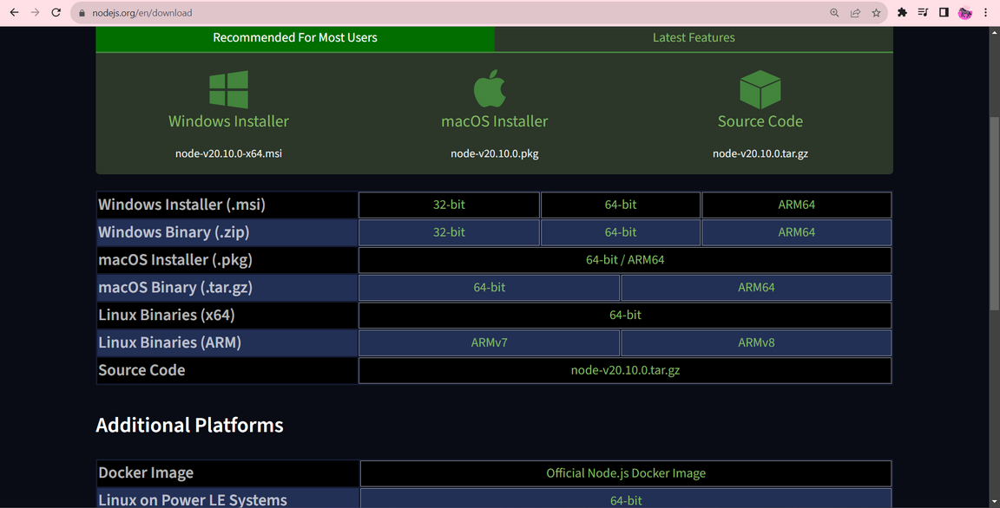 nodejs.org/en/download
Recommended For Most Users Latest Features
Windows Installer macOS Installer Source Code
node-v20.10.0-x64.msi node-v20.10.0.pkg node-v20.10.0.tar.gz
Windows Installer (.msi) 32-bit 64-bit ARM64
Windows Binary (.zip) 32-bit 64-bit ARM64
macOS Installer (.pkg) 64-bit / ARM64
macOS Binary (.tar.gz) 64-bit ARM64
Linux Binaries (x64) 64-bit
Linux Binaries (ARM) ARMv7 ARMv8
Source Code node-v20.10.0.tar.gz
Additional Platforms
Docker Image Official Node.js Docker Image
Linux on Power LE Systems 64-bit